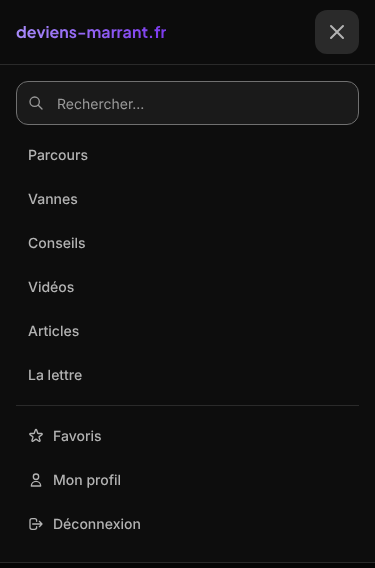 deviens-marrant.fr
Rechercher...
Parcours
Vannes
Conseils
Vidéos
Articles
La lettre
Favoris
Mon profil
Déconnexion